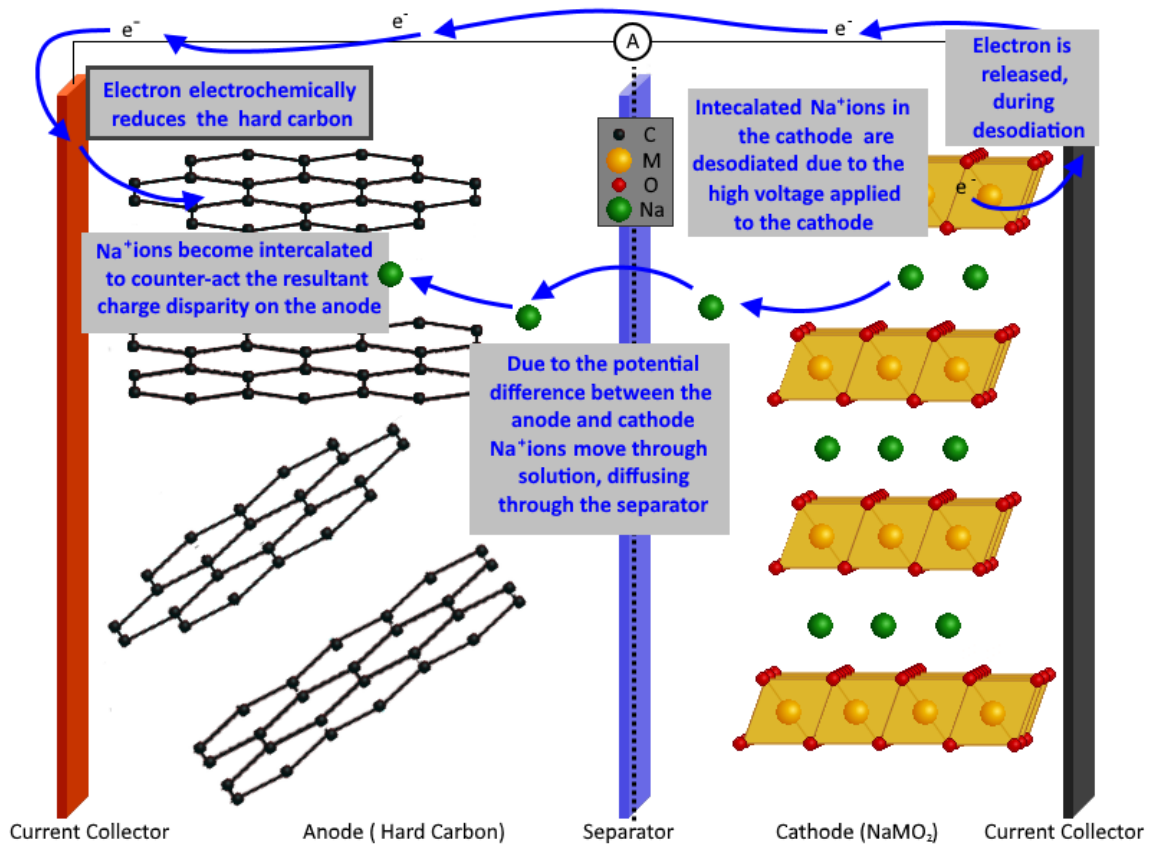 e⁻
e⁻
e⁻
A
Electron is
released,
during
desodiation
Electron electrochemically
reduces the hard carbon
Intecalated Na⁺ions in
the cathode are
desodiated due to the
high voltage applied
to the cathode
C
M
O
Na
e⁻
Na⁺ions become intercalated
to counter-act the resultant
charge disparity on the anode
Due to the potential
difference between the
anode and cathode
Na⁺ions move through
solution, diffusing
through the separator
Current Collector
Anode ( Hard Carbon)
Separator
Cathode (NaMO₂)
Current Collector